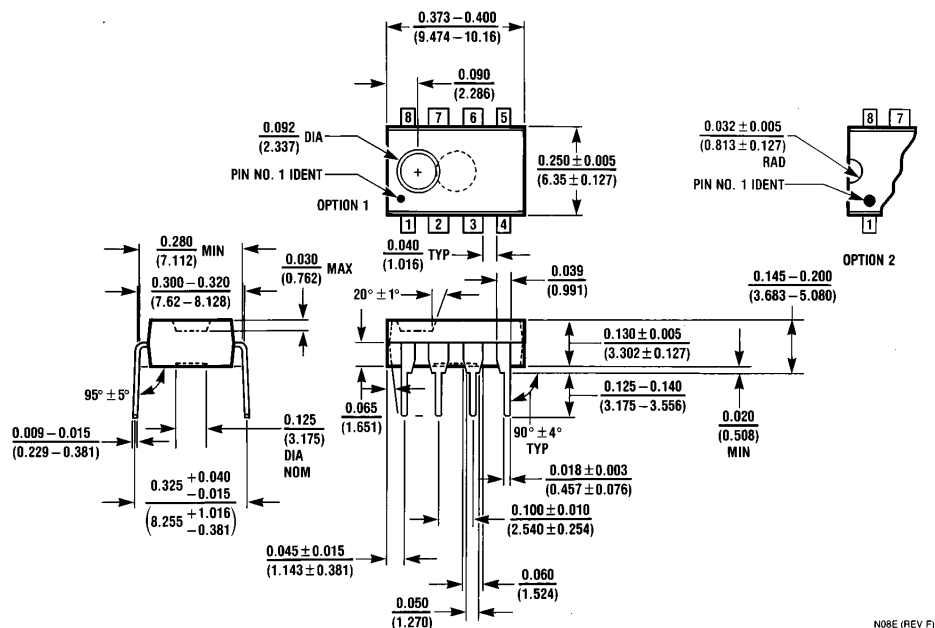 0.373 – 0.400
(9.474 – 10.16)
0.090
(2.286)
8 7 6 5
0.092 DIA
(2.337)
+
PIN NO. 1 IDENT
OPTION 1
1 2 3 4
0.250 ± 0.005
(6.35 ± 0.127)
8 7
0.032 ± 0.005
(0.813 ± 0.127)
RAD
PIN NO. 1 IDENT
1
OPTION 2
0.280 MIN
(7.112)
0.300 – 0.320
(7.62 – 8.128)
0.030 MAX
(0.762)
0.040 TYP
(1.016)
20° ± 1°
0.039
(0.991)
0.145 – 0.200
(3.683 – 5.080)
0.130 ± 0.005
(3.302 ± 0.127)
0.125 – 0.140
(3.175 – 3.556)
0.020
(0.508)
MIN
95° ± 5°
0.009 – 0.015
(0.229 – 0.381)
0.125
(3.175)
DIA
NOM
0.065
(1.651)
90° ± 4°
TYP
0.018 ± 0.003
(0.457 ± 0.076)
0.325 +0.040
−0.015
(8.255 +1.016
−0.381)
0.100 ± 0.010
(2.540 ± 0.254)
0.045 ± 0.015
(1.143 ± 0.381)
0.060
(1.524)
0.050
(1.270)
N08E (REV F)